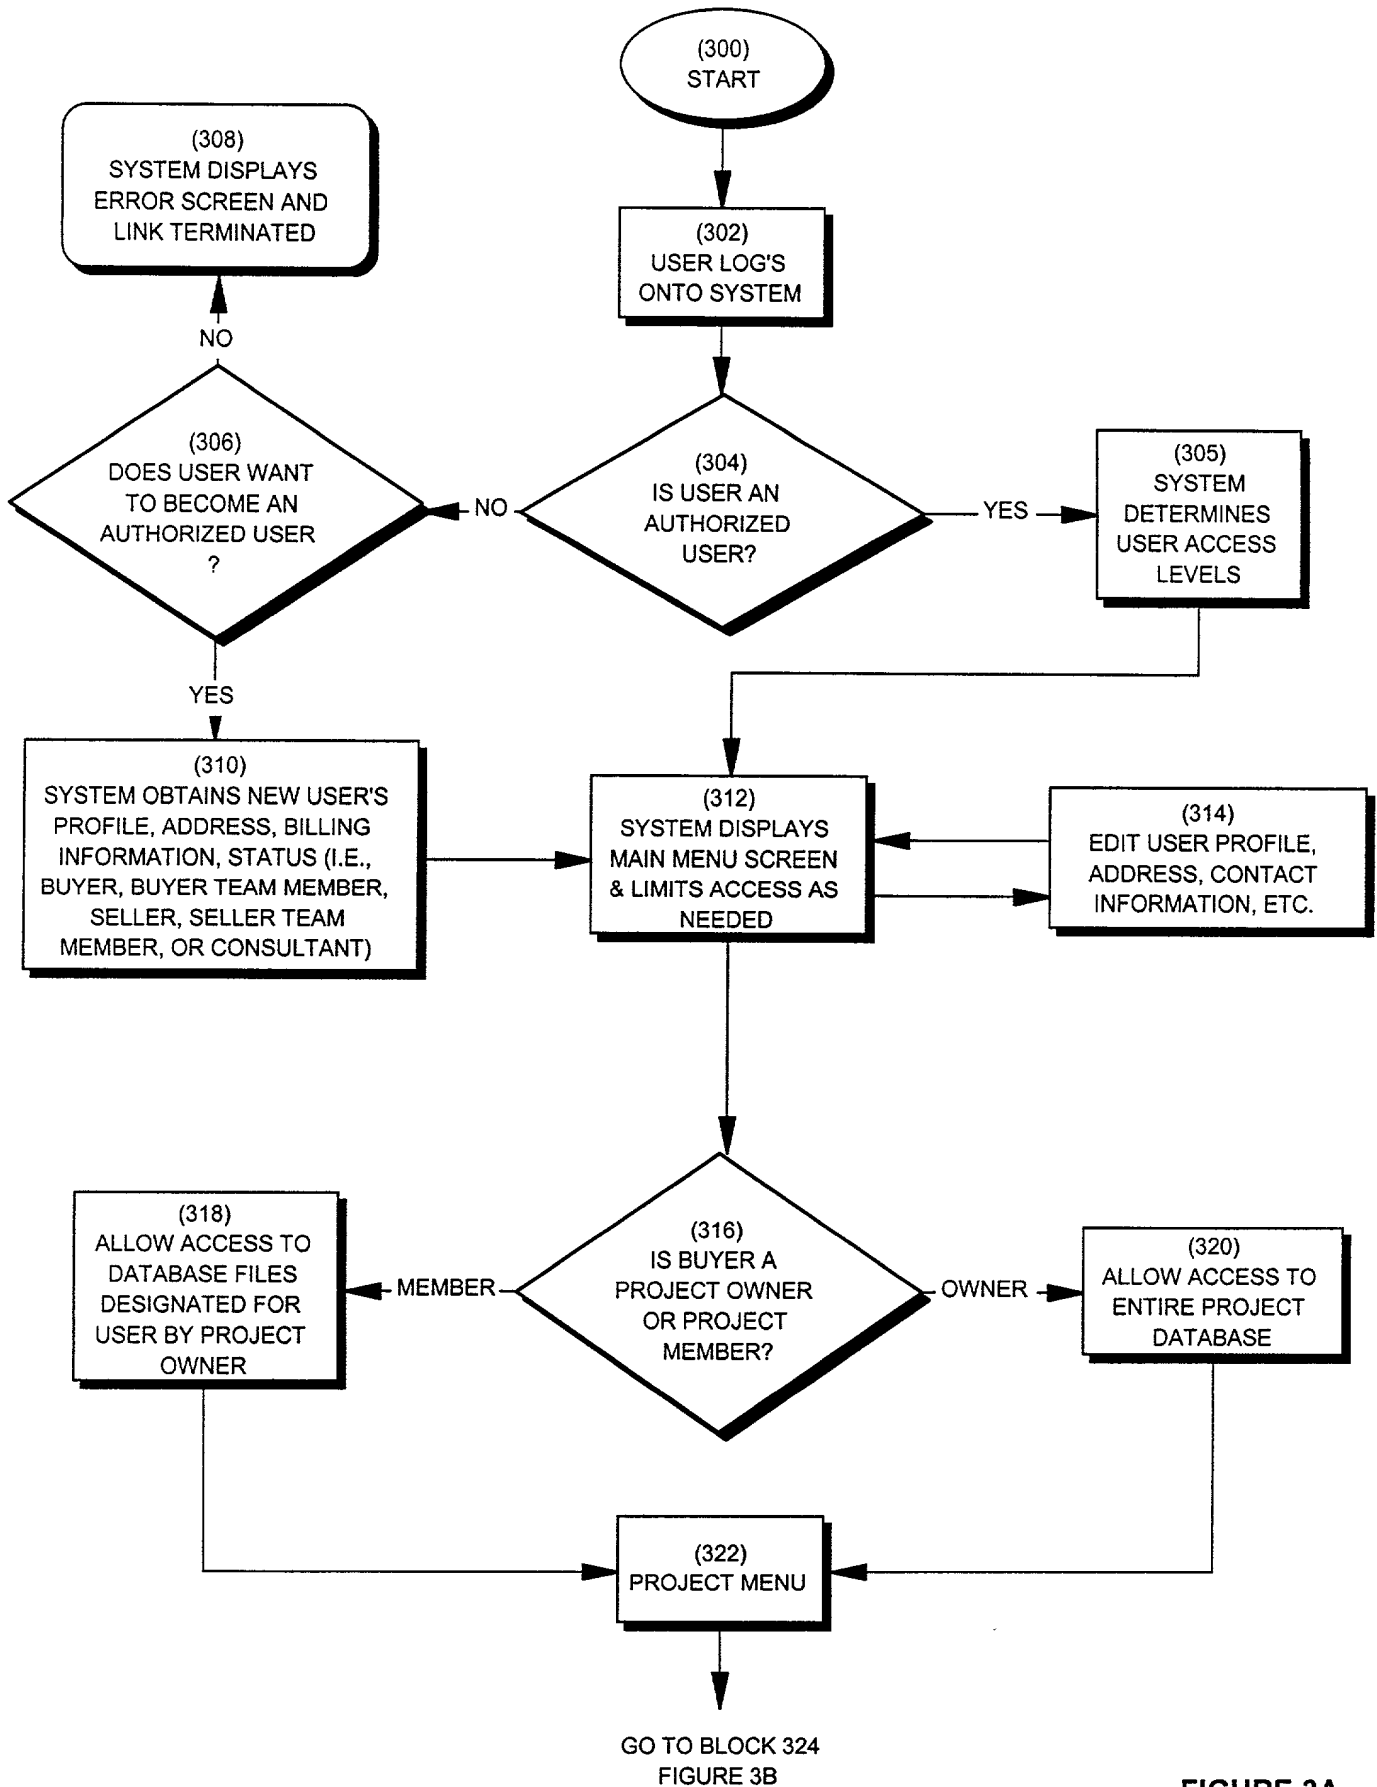 (300)
START
(308)
SYSTEM DISPLAYS
ERROR SCREEN AND
LINK TERMINATED
(302)
USER LOG'S
ONTO SYSTEM
NO
(306)
DOES USER WANT
TO BECOME AN
AUTHORIZED USER
?
NO
(304)
IS USER AN
AUTHORIZED
USER?
YES
(305)
SYSTEM
DETERMINES
USER ACCESS
LEVELS
YES
(310)
SYSTEM OBTAINS NEW USER'S
PROFILE, ADDRESS, BILLING
INFORMATION, STATUS (I.E.,
BUYER, BUYER TEAM MEMBER,
SELLER, SELLER TEAM
MEMBER, OR CONSULTANT)
(312)
SYSTEM DISPLAYS
MAIN MENU SCREEN
& LIMITS ACCESS AS
NEEDED
(314)
EDIT USER PROFILE,
ADDRESS, CONTACT
INFORMATION, ETC.
(318)
ALLOW ACCESS TO
DATABASE FILES
DESIGNATED FOR
USER BY PROJECT
OWNER
MEMBER
(316)
IS BUYER A
PROJECT OWNER
OR PROJECT
MEMBER?
OWNER
(320)
ALLOW ACCESS TO
ENTIRE PROJECT
DATABASE
(322)
PROJECT MENU
GO TO BLOCK 324
FIGURE 3B
FIGURE 3A